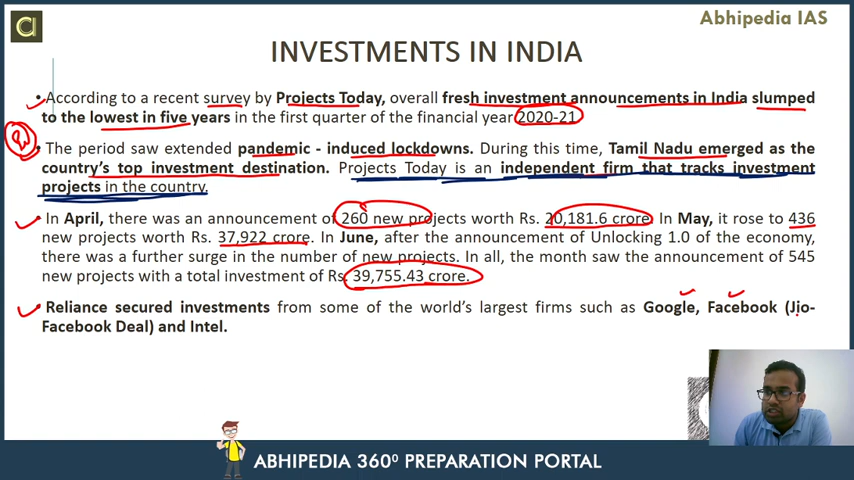 a
Abhipedia IAS
INVESTMENTS IN INDIA
• According to a recent survey by Projects Today, overall fresh investment announcements in India slumped
to the lowest in five years in the first quarter of the financial year 2020-21
• The period saw extended pandemic - induced lockdowns. During this time, Tamil Nadu emerged as the
country's top investment destination. Projects Today is an independent firm that tracks investment
projects in the country.
• In April, there was an announcement of 260 new projects worth Rs. 20,181.6 crore. In May, it rose to 436
new projects worth Rs. 37,922 crore. In June, after the announcement of Unlocking 1.0 of the economy,
there was a further surge in the number of new projects. In all, the month saw the announcement of 545
new projects with a total investment of Rs. 39,755.43 crore.
• Reliance secured investments from some of the world's largest firms such as Google, Facebook (Jio-
Facebook Deal) and Intel.
ABHIPEDIA 360⁰ PREPARATION PORTAL